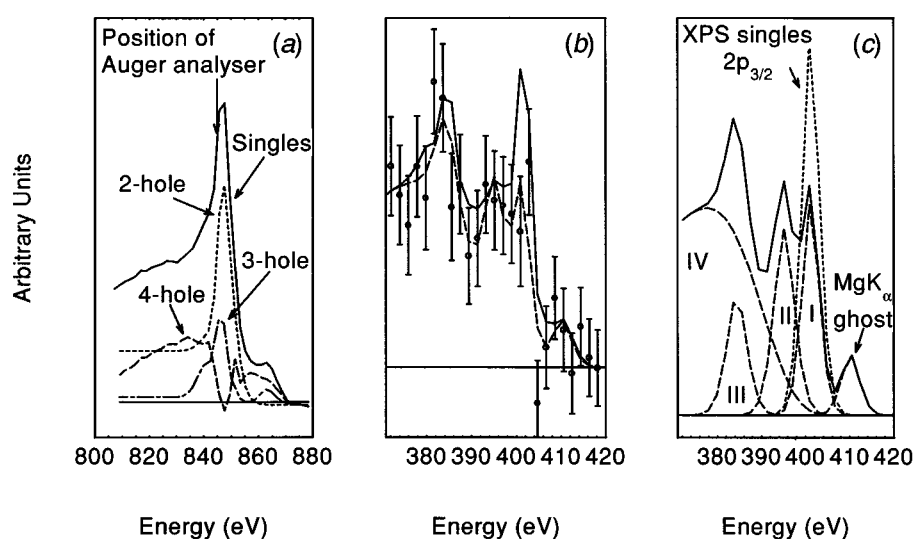 Position of
Auger analyser
(a)
Singles
2-hole
3-hole
4-hole
800 820 840 860 880
Energy (eV)
Arbitrary Units
(b)
380 390 400 410 420
Energy (eV)
XPS singles
2p3/2
(c)
IV
II
I
III
MgKα
ghost
380 390 400 410 420
Energy (eV)